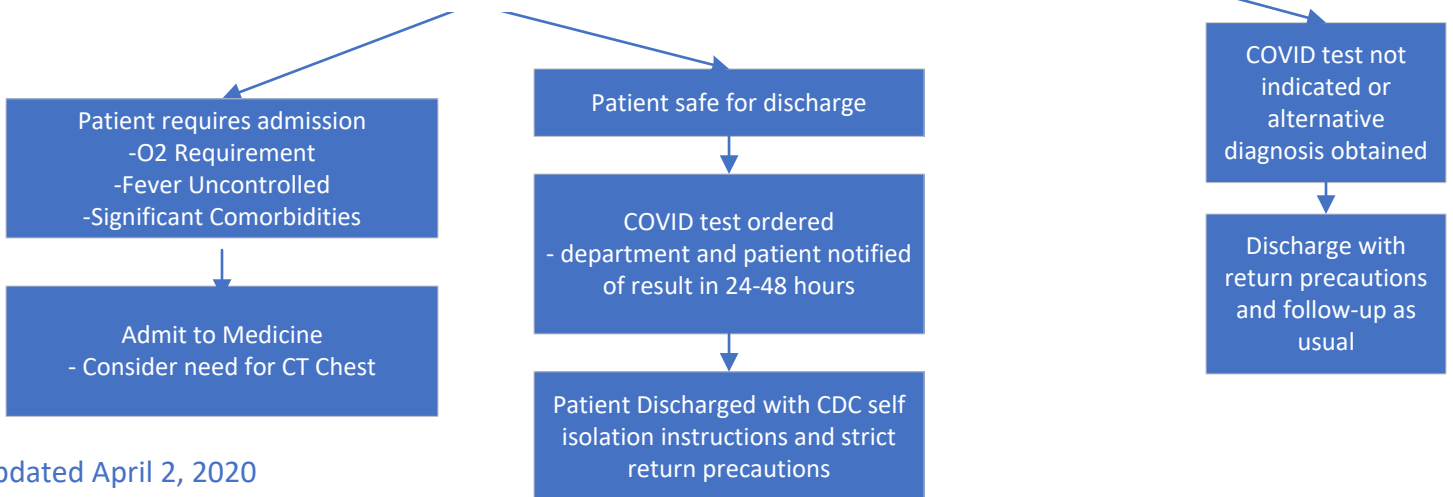 Patient requires admission
-O2 Requirement
-Fever Uncontrolled
-Significant Comorbidities
Admit to Medicine
- Consider need for CT Chest
Patient safe for discharge
COVID test ordered
- department and patient notified
of result in 24-48 hours
Patient Discharged with CDC self
isolation instructions and strict
return precautions
COVID test not
indicated or
alternative
diagnosis obtained
Discharge with
return precautions
and follow-up as
usual
pdated April 2, 2020